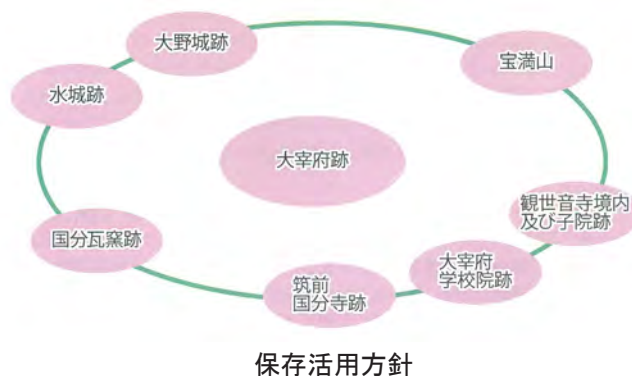 大野城跡
宝満山
水城跡
大宰府跡
観世音寺境内
及び子院跡
国分瓦窯跡
大宰府
学校院跡
筑前
国分寺跡
保存活用方針